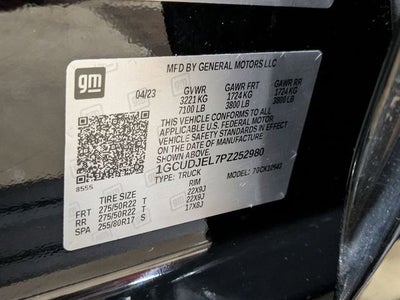 gm
MFD BY GENERAL MOTORS LLC
04/23
GVWR GAWR FRT GAWR RR
3221 KG 1724 KG 1724 KG
7100 LB 3800 LB 3800 LB
THIS VEHICLE CONFORMS TO ALL APPLICABLE
U.S. FEDERAL MOTOR VEHICLE SAFETY STANDARDS
IN EFFECT ON THE DATE OF MANUFACTURE SHOWN ABOVE.
1GCUDJEL7PZ252980
TYPE: TRUCK MODEL:
8555
TIRE SIZE RIM
FRT 275/50R22 T 22X9J
RR 275/50R22 T 22X9J
SPA 255/80R17 S 17X8J